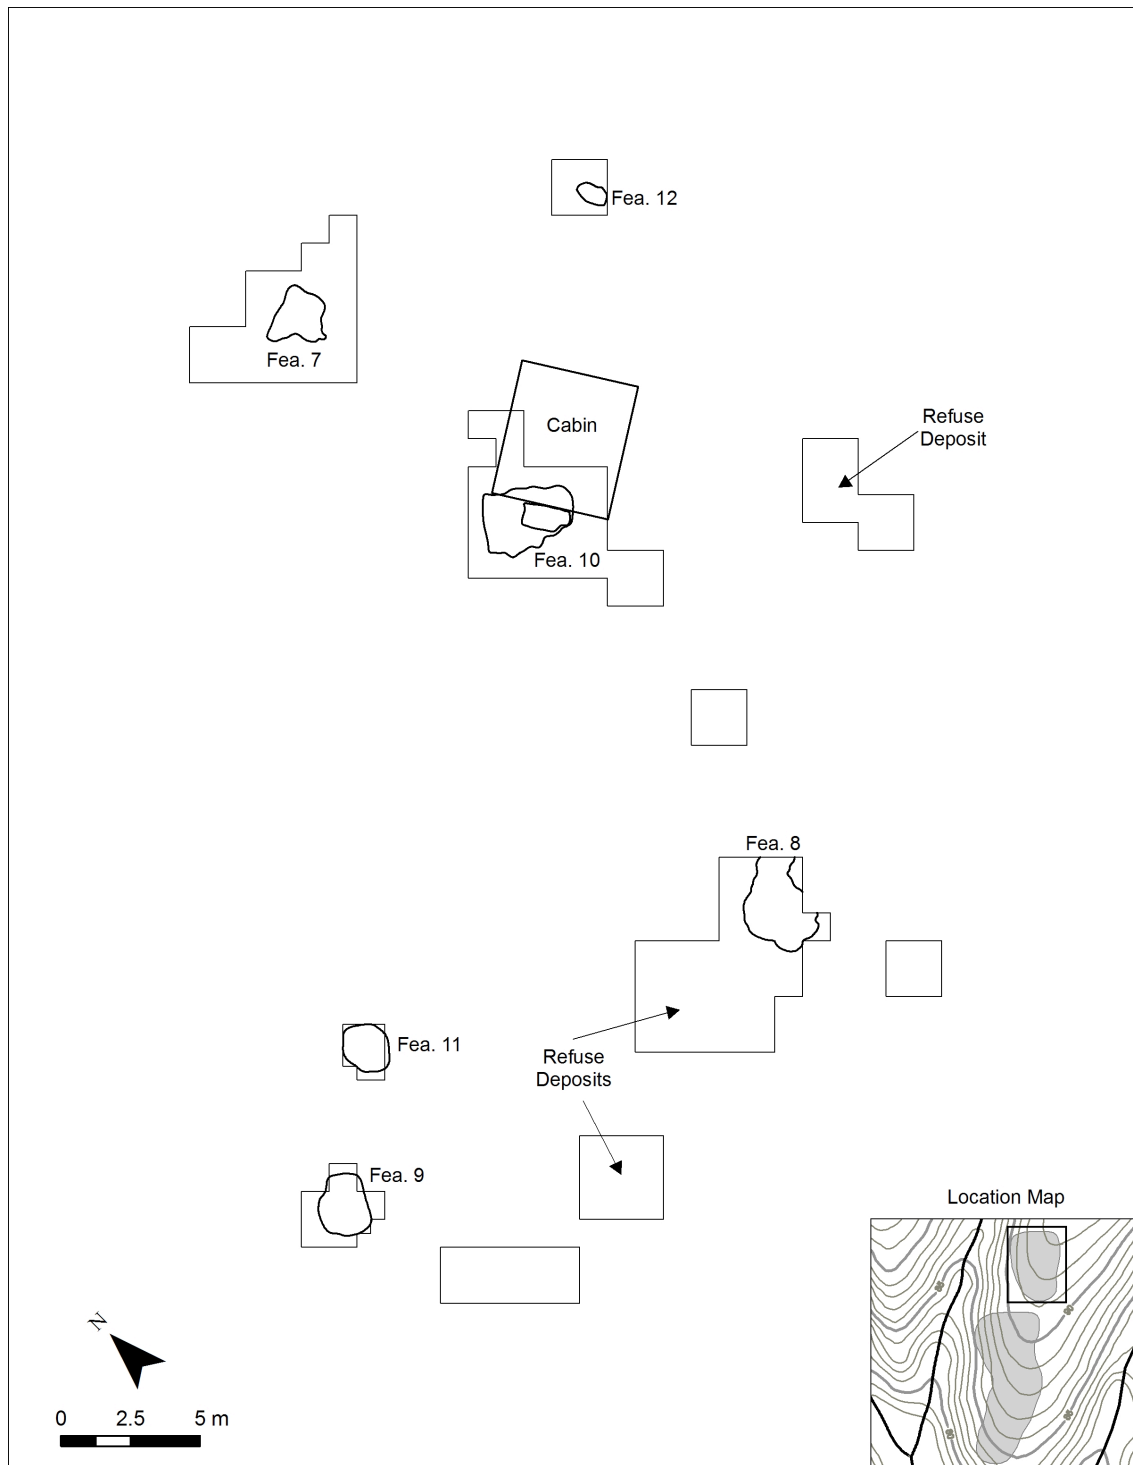 Fea. 12
Fea. 7
Cabin
Refuse
Deposit
Fea. 10
Fea. 8
Fea. 11
Refuse
Deposits
Fea. 9
Location Map
N
0 2.5 5 m